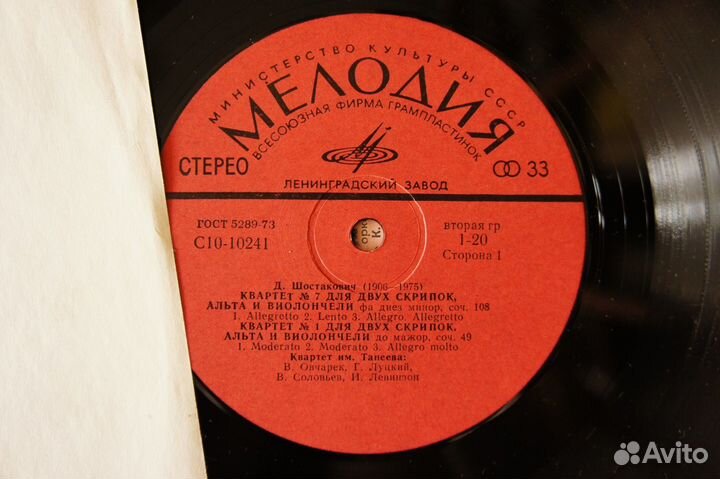 МИНИСТЕРСТВО КУЛЬТУРЫ СССР
МЕЛОДИЯ
ВСЕСОЮЗНАЯ ФИРМА ГРАМПЛАСТИНОК
СТЕРЕО
33
ЛЕНИНГРАДСКИЙ ЗАВОД
ГОСТ 5289-73
С10-10241
орк
К.
вторая гр
1-20
Сторона 1
Д. Шостакович (1906—1975)
КВАРТЕТ № 7 ДЛЯ ДВУХ СКРИПОК,
АЛЬТА И ВИОЛОНЧЕЛИ фа диез минор, соч. 108
1. Allegretto 2. Lento 3. Allegro. Allegretto
КВАРТЕТ № 1 ДЛЯ ДВУХ СКРИПОК,
АЛЬТА И ВИОЛОНЧЕЛИ до мажор, соч. 49
1. Moderato 2. Moderato 3. Allegro molto
Квартет им. Танеева:
В. Овчарек, Г. Луцкий,
В. Соловьев, И. Левинзон
Avito